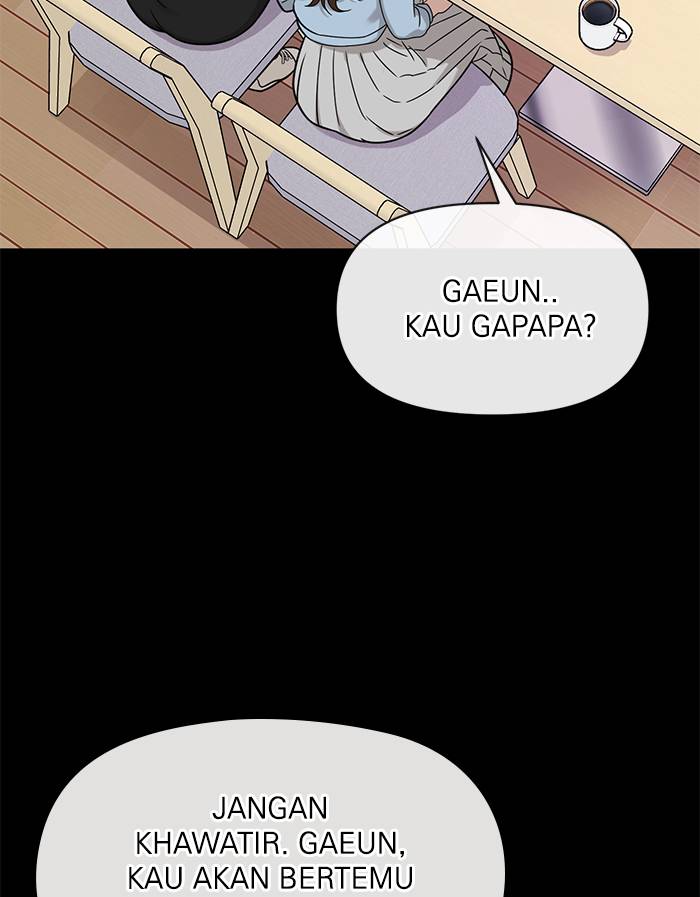 GAEUN..
KAU GAPAPA?
JANGAN
KHAWATIR. GAEUN,
KAU AKAN BERTEMU